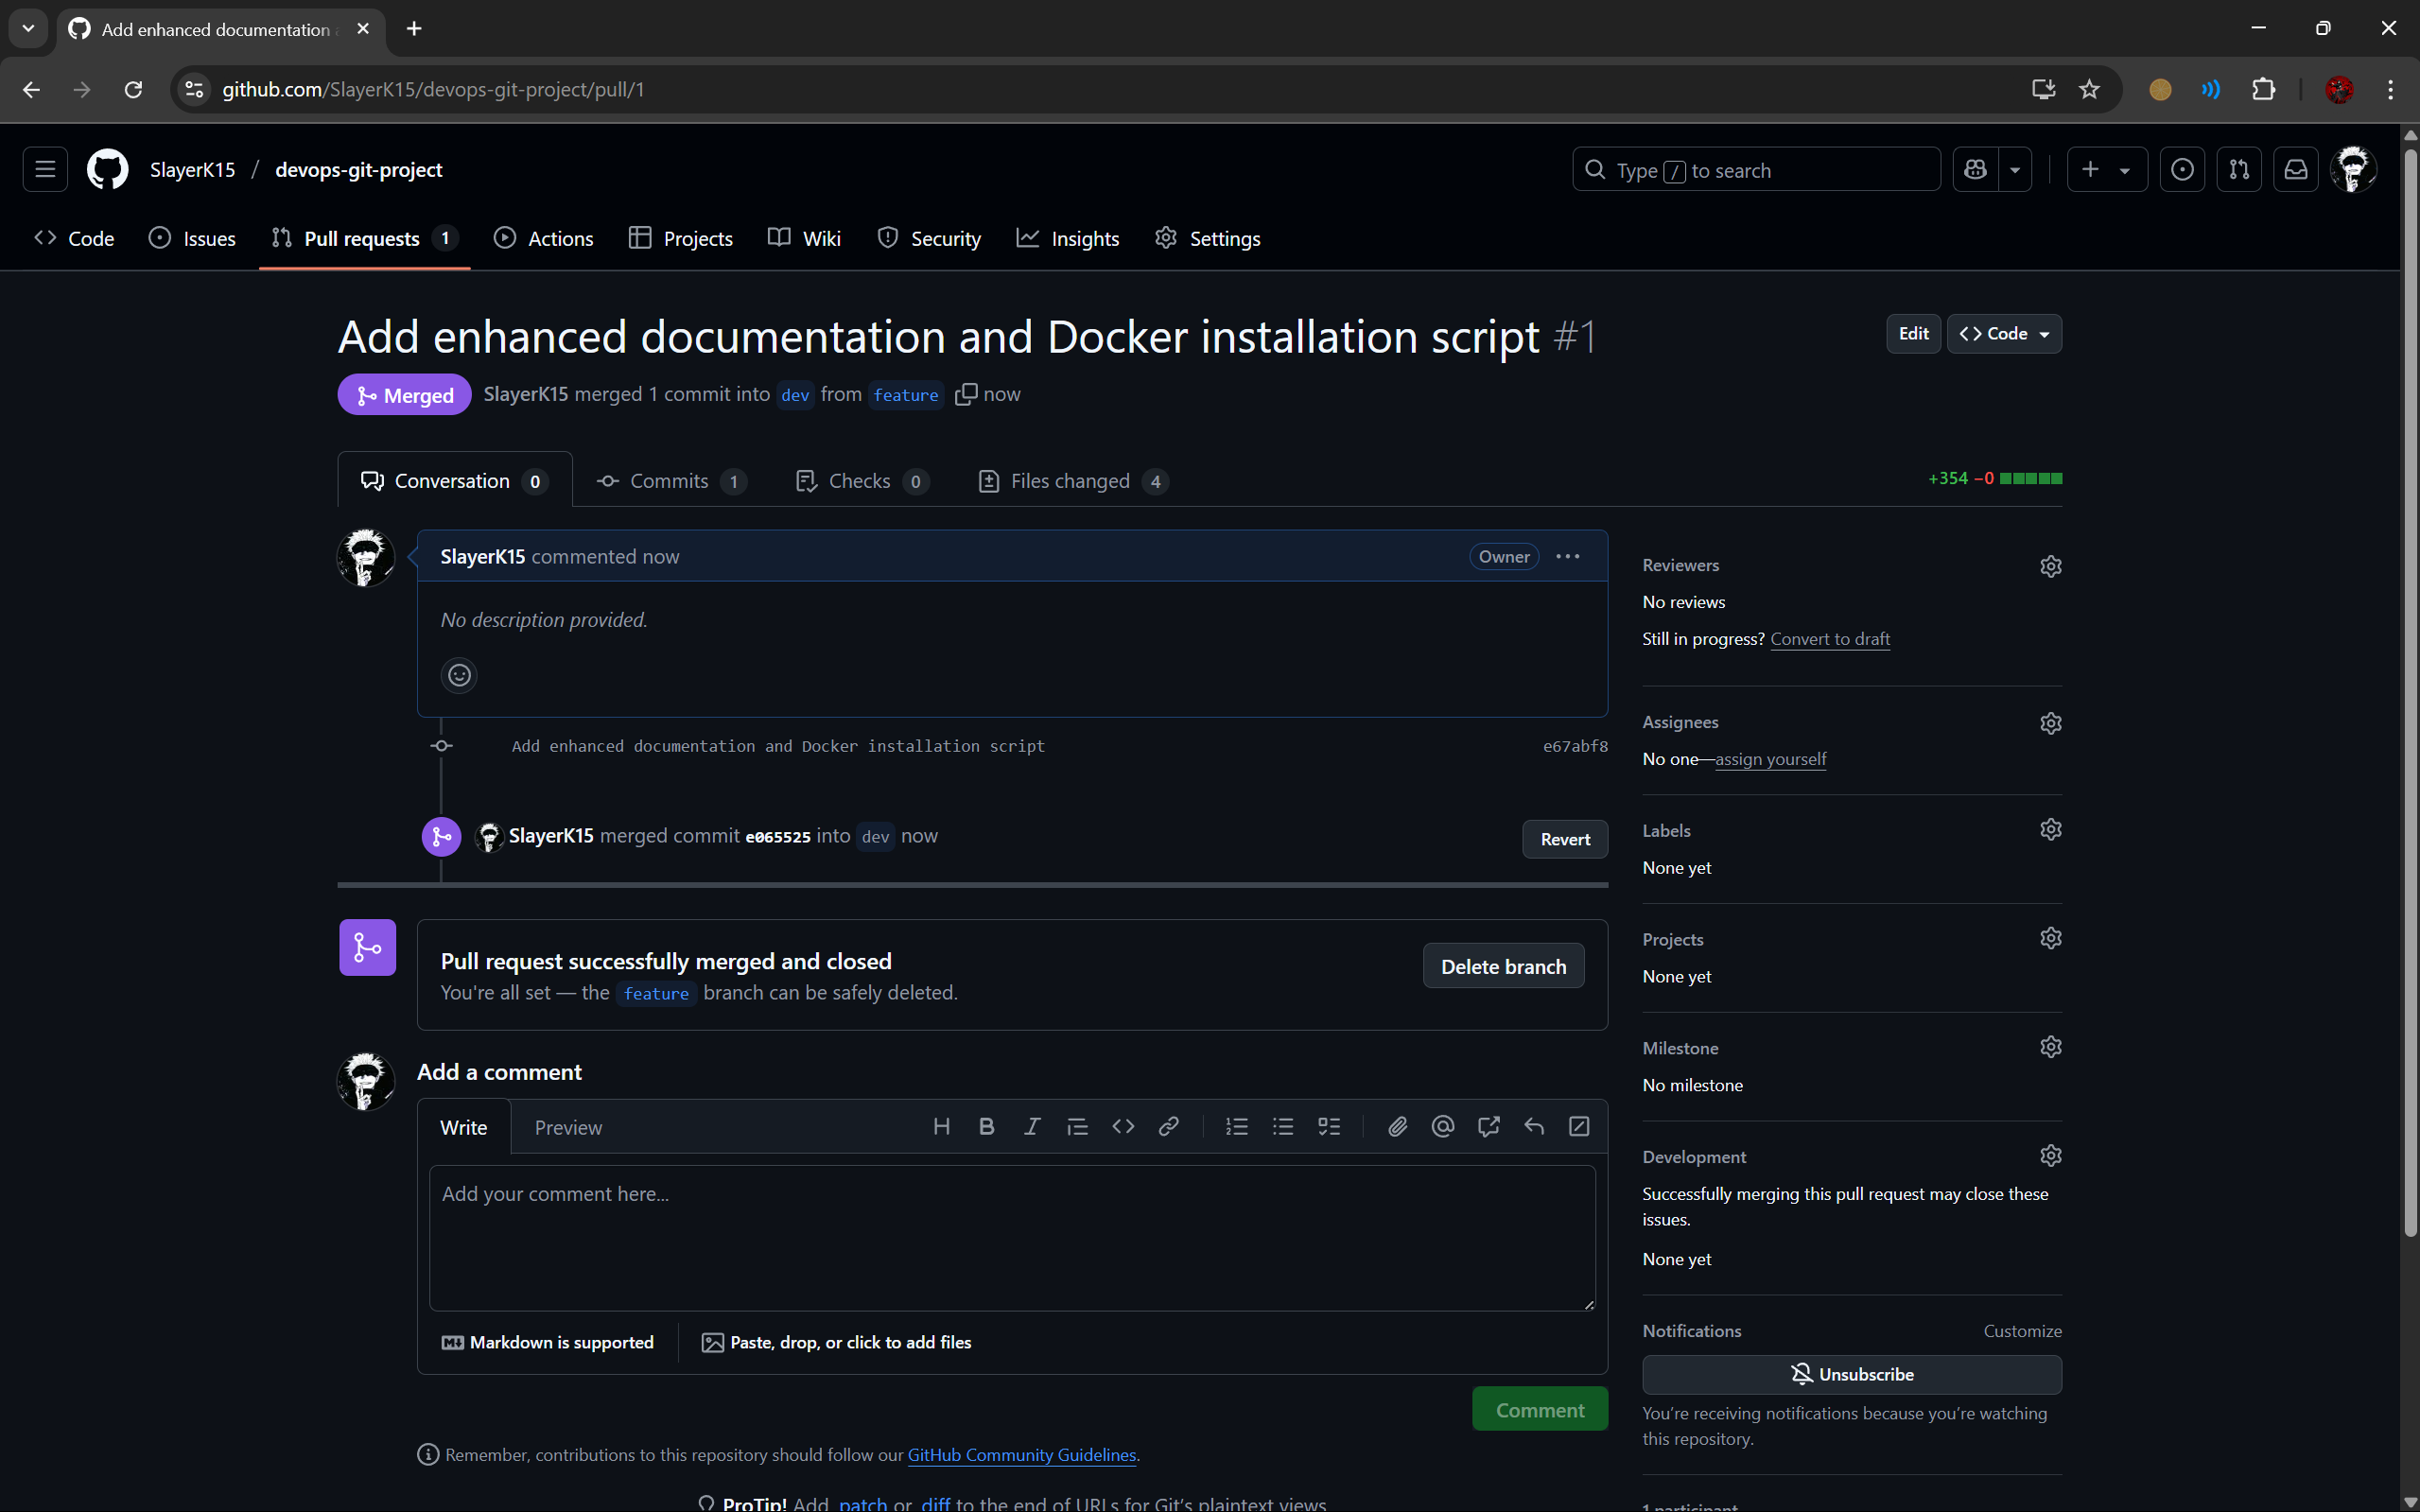 Add enhanced documentation a
github.com/SlayerK15/devops-git-project/pull/1
SlayerK15 / devops-git-project
Type / to search
Code
Issues
Pull requests 1
Actions
Projects
Wiki
Security
Insights
Settings
Add enhanced documentation and Docker installation script #1
Edit
Code
Merged
SlayerK15 merged 1 commit into dev from feature now
Conversation 0
Commits 1
Checks 0
Files changed 4
+354 −0
SlayerK15 commented now
Owner
No description provided.
Add enhanced documentation and Docker installation script
e67abf8
SlayerK15 merged commit e065525 into dev now
Revert
Pull request successfully merged and closed
You're all set — the feature branch can be safely deleted.
Delete branch
Add a comment
Write
Preview
Add your comment here...
Markdown is supported
Paste, drop, or click to add files
Comment
Remember, contributions to this repository should follow our GitHub Community Guidelines.
ProTip! Add .patch or .diff to the end of URLs for Git's plaintext views
Reviewers
No reviews
Still in progress? Convert to draft
Assignees
No one—assign yourself
Labels
None yet
Projects
None yet
Milestone
No milestone
Development
Successfully merging this pull request may close these
issues.
None yet
Notifications
Customize
Unsubscribe
You're receiving notifications because you're watching
this repository.
1 participant